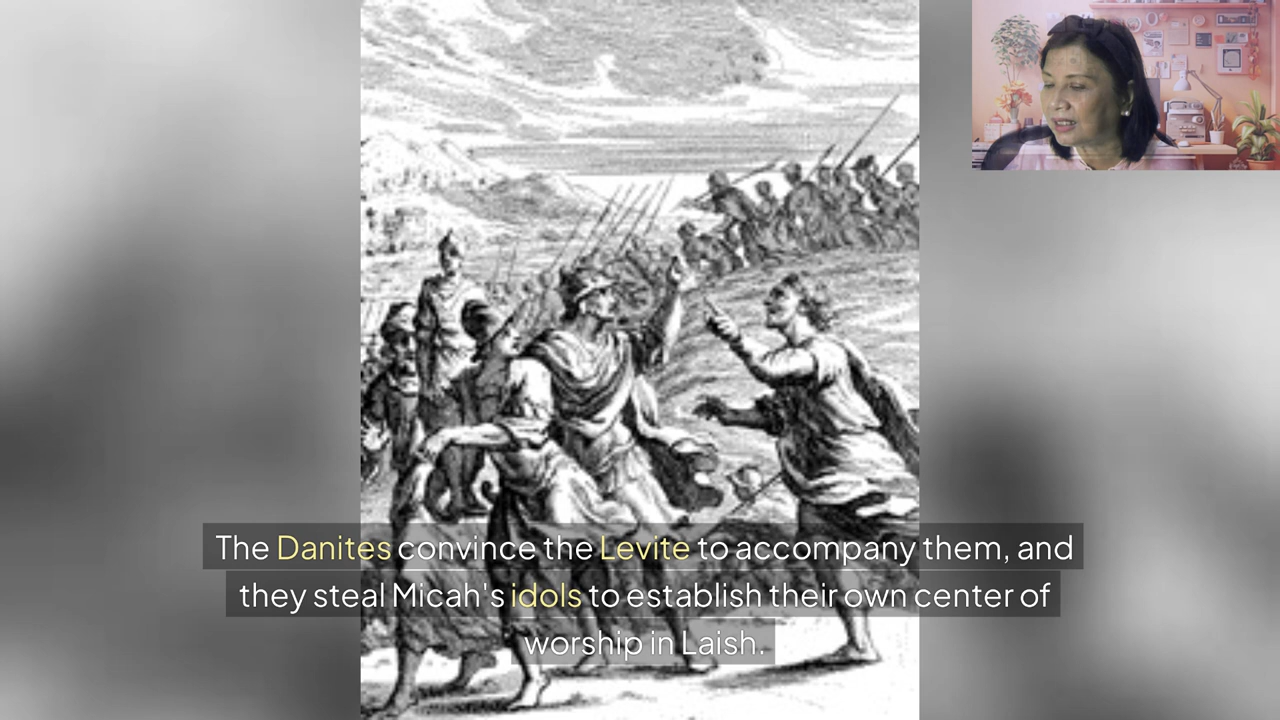 The Danites convince the Levite to accompany them, and
they steal Micah's idols to establish their own center of
worship in Laish.